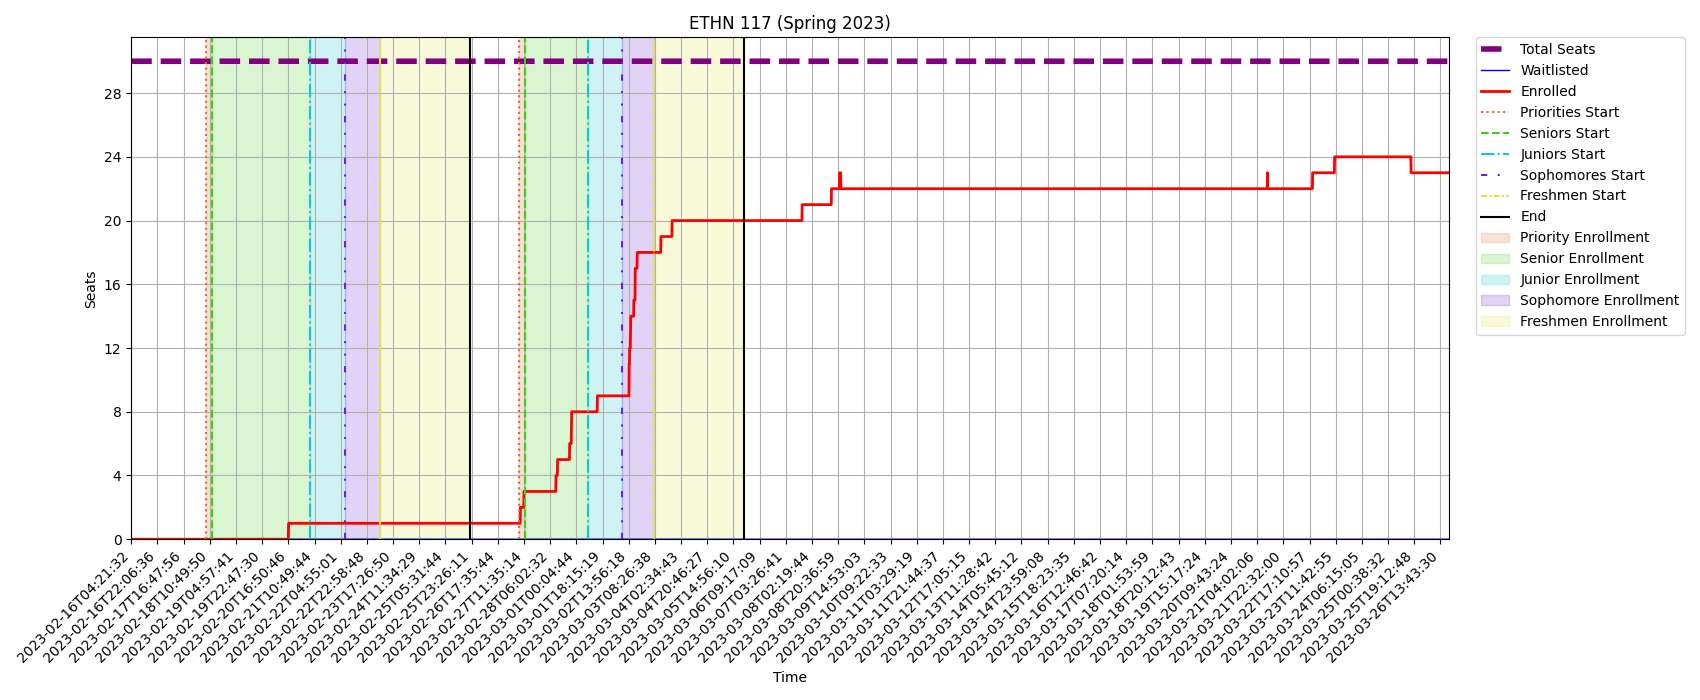 ETHN 117 (Spring 2023)
Total Seats
Waitlisted
Enrolled
Priorities Start
Seniors Start
Juniors Start
Sophomores Start
Freshmen Start
End
Priority Enrollment
Senior Enrollment
Junior Enrollment
Sophomore Enrollment
Freshmen Enrollment
Seats
28
24
20
16
12
8
4
0
2023-02-16T04:21:32
2023-02-16T22:06:36
2023-02-17T16:47:56
2023-02-18T10:49:50
2023-02-19T04:57:41
2023-02-19T22:47:30
2023-02-20T16:50:46
2023-02-21T10:49:44
2023-02-22T04:55:01
2023-02-22T22:58:48
2023-02-23T17:26:50
2023-02-24T11:34:29
2023-02-25T05:31:44
2023-02-25T23:26:11
2023-02-26T17:35:44
2023-02-27T11:35:14
2023-02-28T06:02:32
2023-03-01T00:04:44
2023-03-01T18:15:19
2023-03-02T13:56:18
2023-03-03T08:26:38
2023-03-04T02:34:43
2023-03-04T20:46:27
2023-03-05T14:56:10
2023-03-06T09:17:09
2023-03-07T03:26:41
2023-03-08T02:19:44
2023-03-08T20:36:59
2023-03-09T14:53:03
2023-03-10T09:22:33
2023-03-11T03:29:19
2023-03-11T21:44:37
2023-03-12T17:05:15
2023-03-13T11:28:42
2023-03-14T05:45:12
2023-03-14T23:59:08
2023-03-15T18:23:35
2023-03-16T12:46:42
2023-03-17T07:20:14
2023-03-18T01:53:59
2023-03-18T20:12:43
2023-03-19T15:17:24
2023-03-20T09:43:24
2023-03-21T04:02:06
2023-03-21T22:32:00
2023-03-22T17:10:57
2023-03-23T11:42:55
2023-03-24T06:15:05
2023-03-25T00:38:32
2023-03-25T19:12:48
2023-03-26T13:43:30
Time